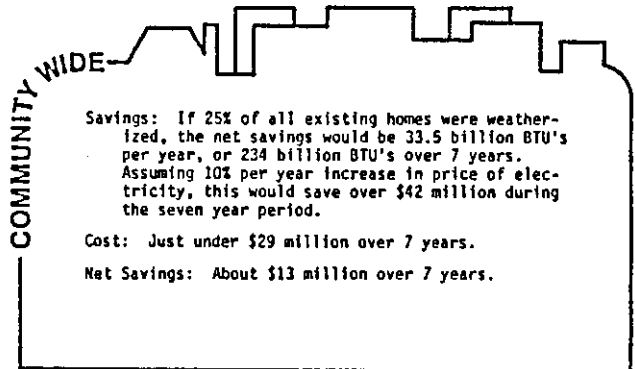 COMMUNITY WIDE
Savings: If 25% of all existing homes were weather-
ized, the net savings would be 33.5 billion BTU's
per year, or 234 billion BTU's over 7 years.
Assuming 10% per year increase in price of elec-
tricity, this would save over $42 million during
the seven year period.
Cost: Just under $29 million over 7 years.
Net Savings: About $13 million over 7 years.